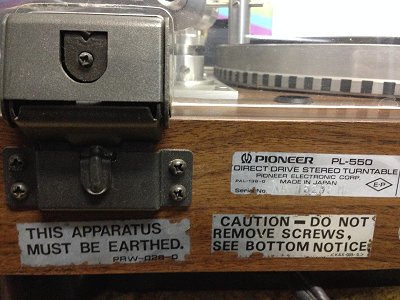 PIONEER PL-550
DIRECT DRIVE STEREO TURNTABLE
PIONEER ELECTRONIC CORP.
MADE IN JAPAN
Serial No.
E-P
THIS APPARATUS
MUST BE EARTHED.
PRW-028-0
CAUTION – DO NOT
REMOVE SCREWS,
SEE BOTTOM NOTICE